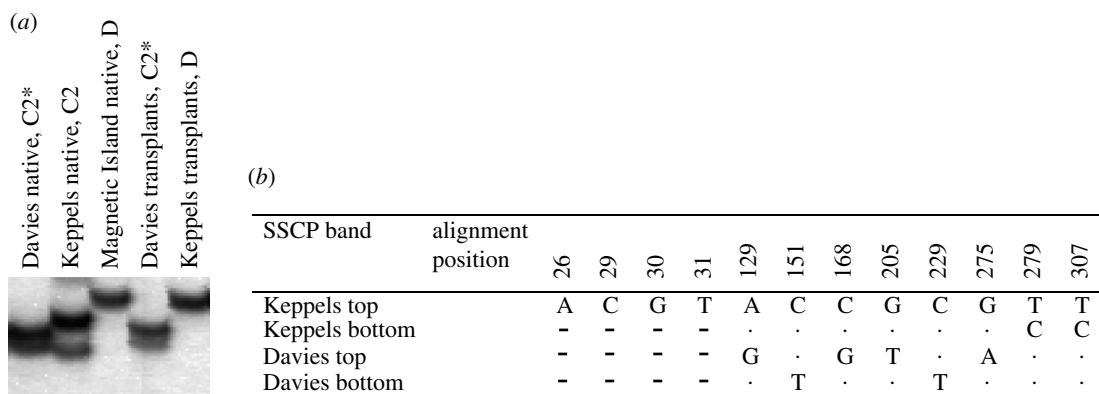 (a)
Davies native, C2*
Keppels native, C2
Magnetic Island native, D
Davies transplants, C2*
Keppels transplants, D
(b)
SSCP band alignment position 26 29 30 31 129 151 168 205 229 275 279 307
Keppels top A C G T A C C G C G T T
Keppels bottom - - - - . . . . . . C C
Davies top - - - - G . G T . A . .
Davies bottom - - - - . T . . T . . .